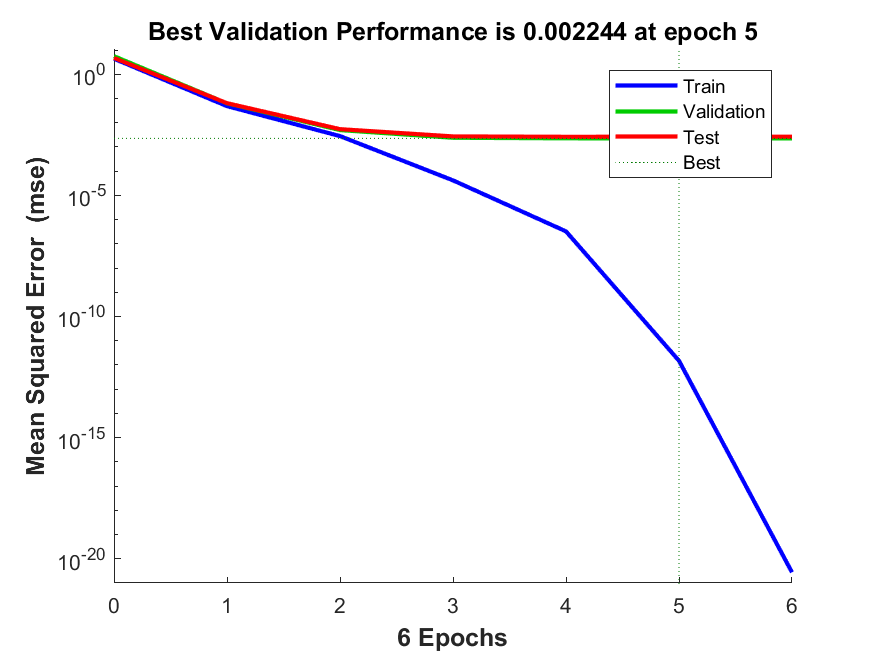 Best Validation Performance is 0.002244 at epoch 5
Mean Squared Error (mse)
10^0
10^-5
10^-10
10^-15
10^-20
Train
Validation
Test
Best
0 1 2 3 4 5 6
6 Epochs